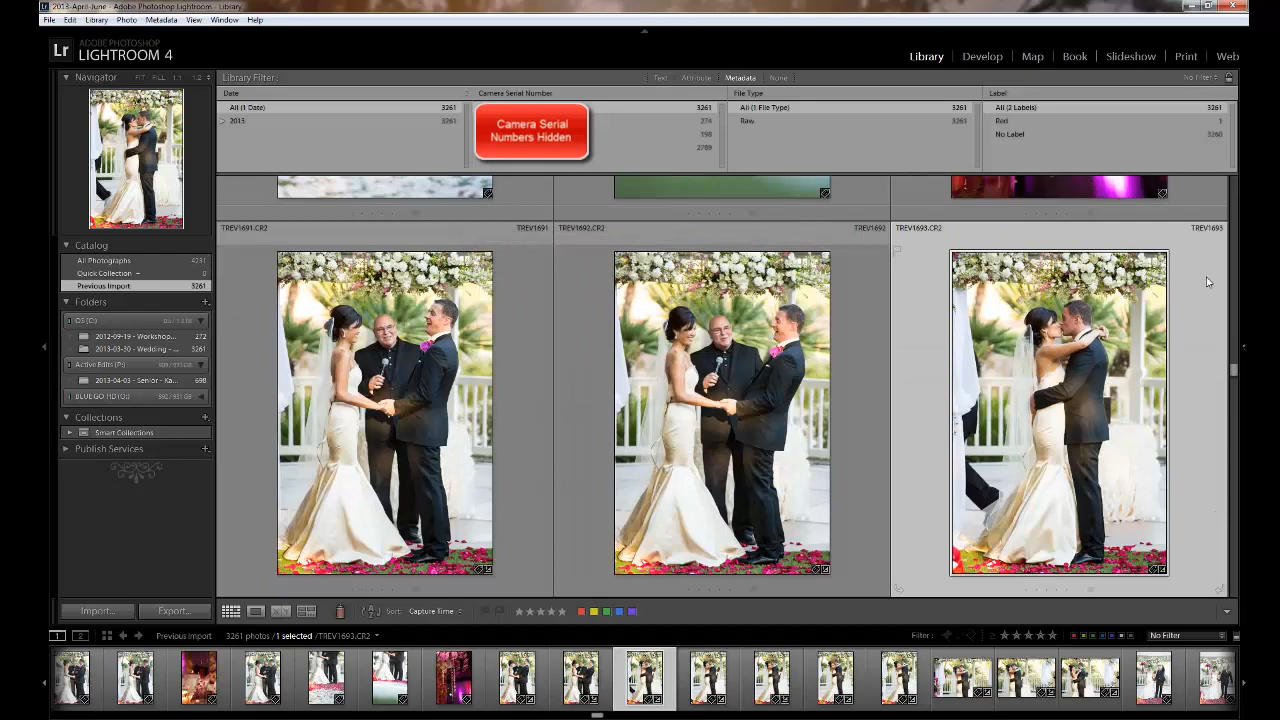 2013-April-June - Adobe Photoshop Lightroom - Library
File Edit Library Photo Metadata View Window Help
Lr ADOBE PHOTOSHOP
LIGHTROOM 4
Library Develop Map Book Slideshow Print Web
Navigator FIT FILL 1:1 1:2
Library Filter : Text Attribute Metadata None No Filter
Date Camera Serial Number File Type Label
All (1 Date) 3261 3261 All (1 File Type) 3261 All (2 Labels) 3261
2013 3261 274 Raw 3261 Red 1
198 No Label 3260
2789
Camera Serial
Numbers Hidden
TREV1691.CR2 TREV1691 TREV1692.CR2 TREV1692 TREV1693.CR2 TREV1693
Catalog
All Photographs 4231
Quick Collection + 0
Previous Import 3261
Folders
OS (C:)
2012-09-19 - Workshop... 272
2013-03-30 - Wedding -... 3261
Active Edits (P:)
2013-04-03 - Senior - Ka... 698
Collections
Smart Collections
Publish Services
Import... Export...
Sort: Capture Time
1 2 Previous Import 3261 photos / 1 selected / TREV1693.CR2 Filter : No Filter